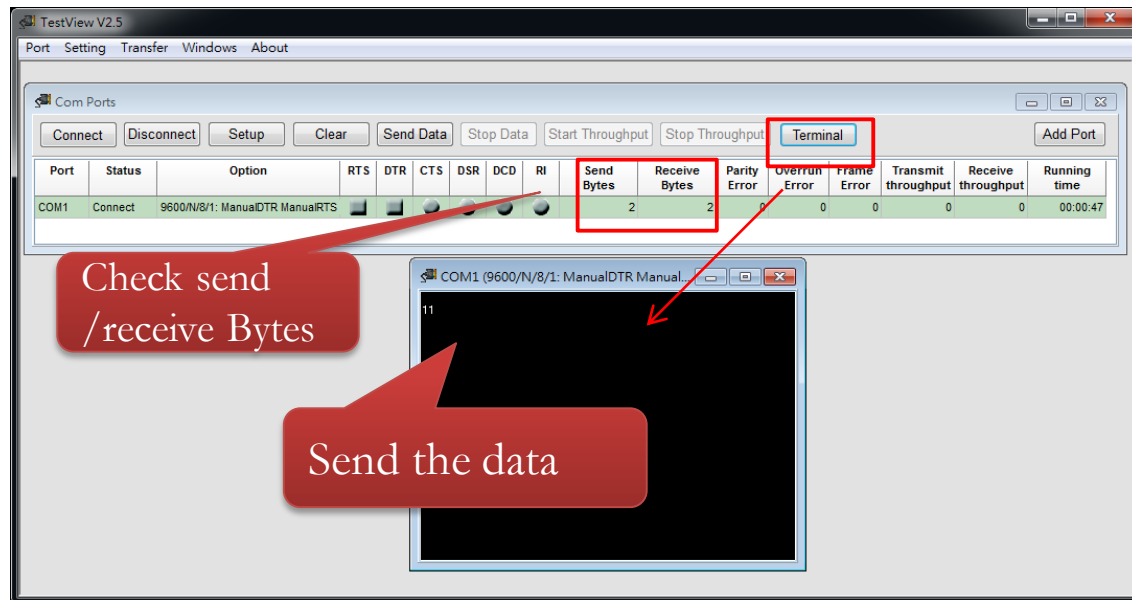 TestView V2.5
Port Setting Transfer Windows About
Com Ports
Connect Disconnect Setup Clear Send Data Stop Data Start Throughput Stop Throughput Terminal Add Port
Port Status Option RTS DTR CTS DSR DCD RI Send Bytes Receive Bytes Parity Error Overrun Error Frame Error Transmit throughput Receive throughput Running time
COM1 Connect 9600/N/8/1: ManualDTR ManualRTS 2 2 0 0 0 0 0 00:00:47
Check send
/receive Bytes
COM1 (9600/N/8/1: ManualDTR Manual...
11
Send the data